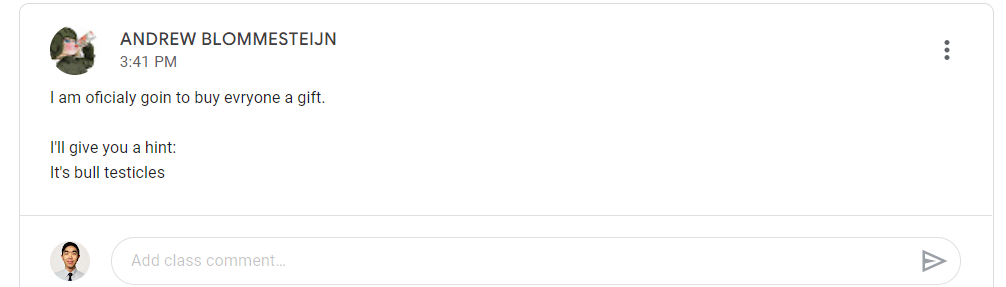 ANDREW BLOMMESTEIJN
3:41 PM
I am oficialy goin to buy evryone a gift.
I'll give you a hint:
It's bull testicles
Add class comment...